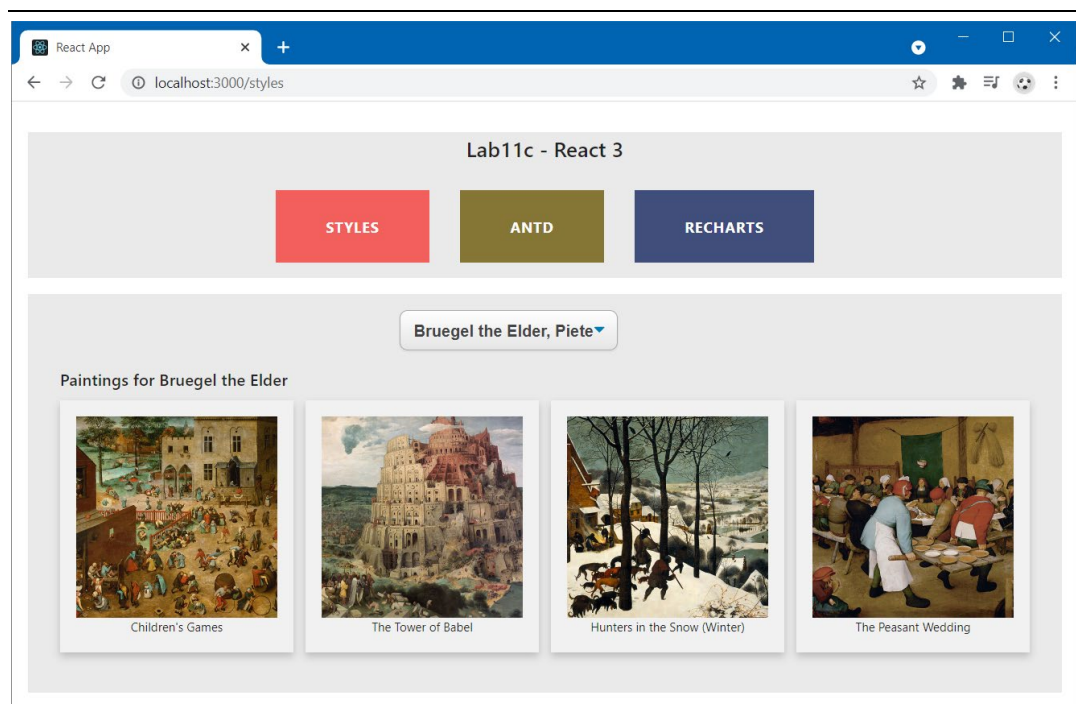 React App
localhost:3000/styles
Lab11c - React 3
STYLES ANTD RECHARTS
Bruegel the Elder, Piete
Paintings for Bruegel the Elder
Children's Games The Tower of Babel Hunters in the Snow (Winter) The Peasant Wedding